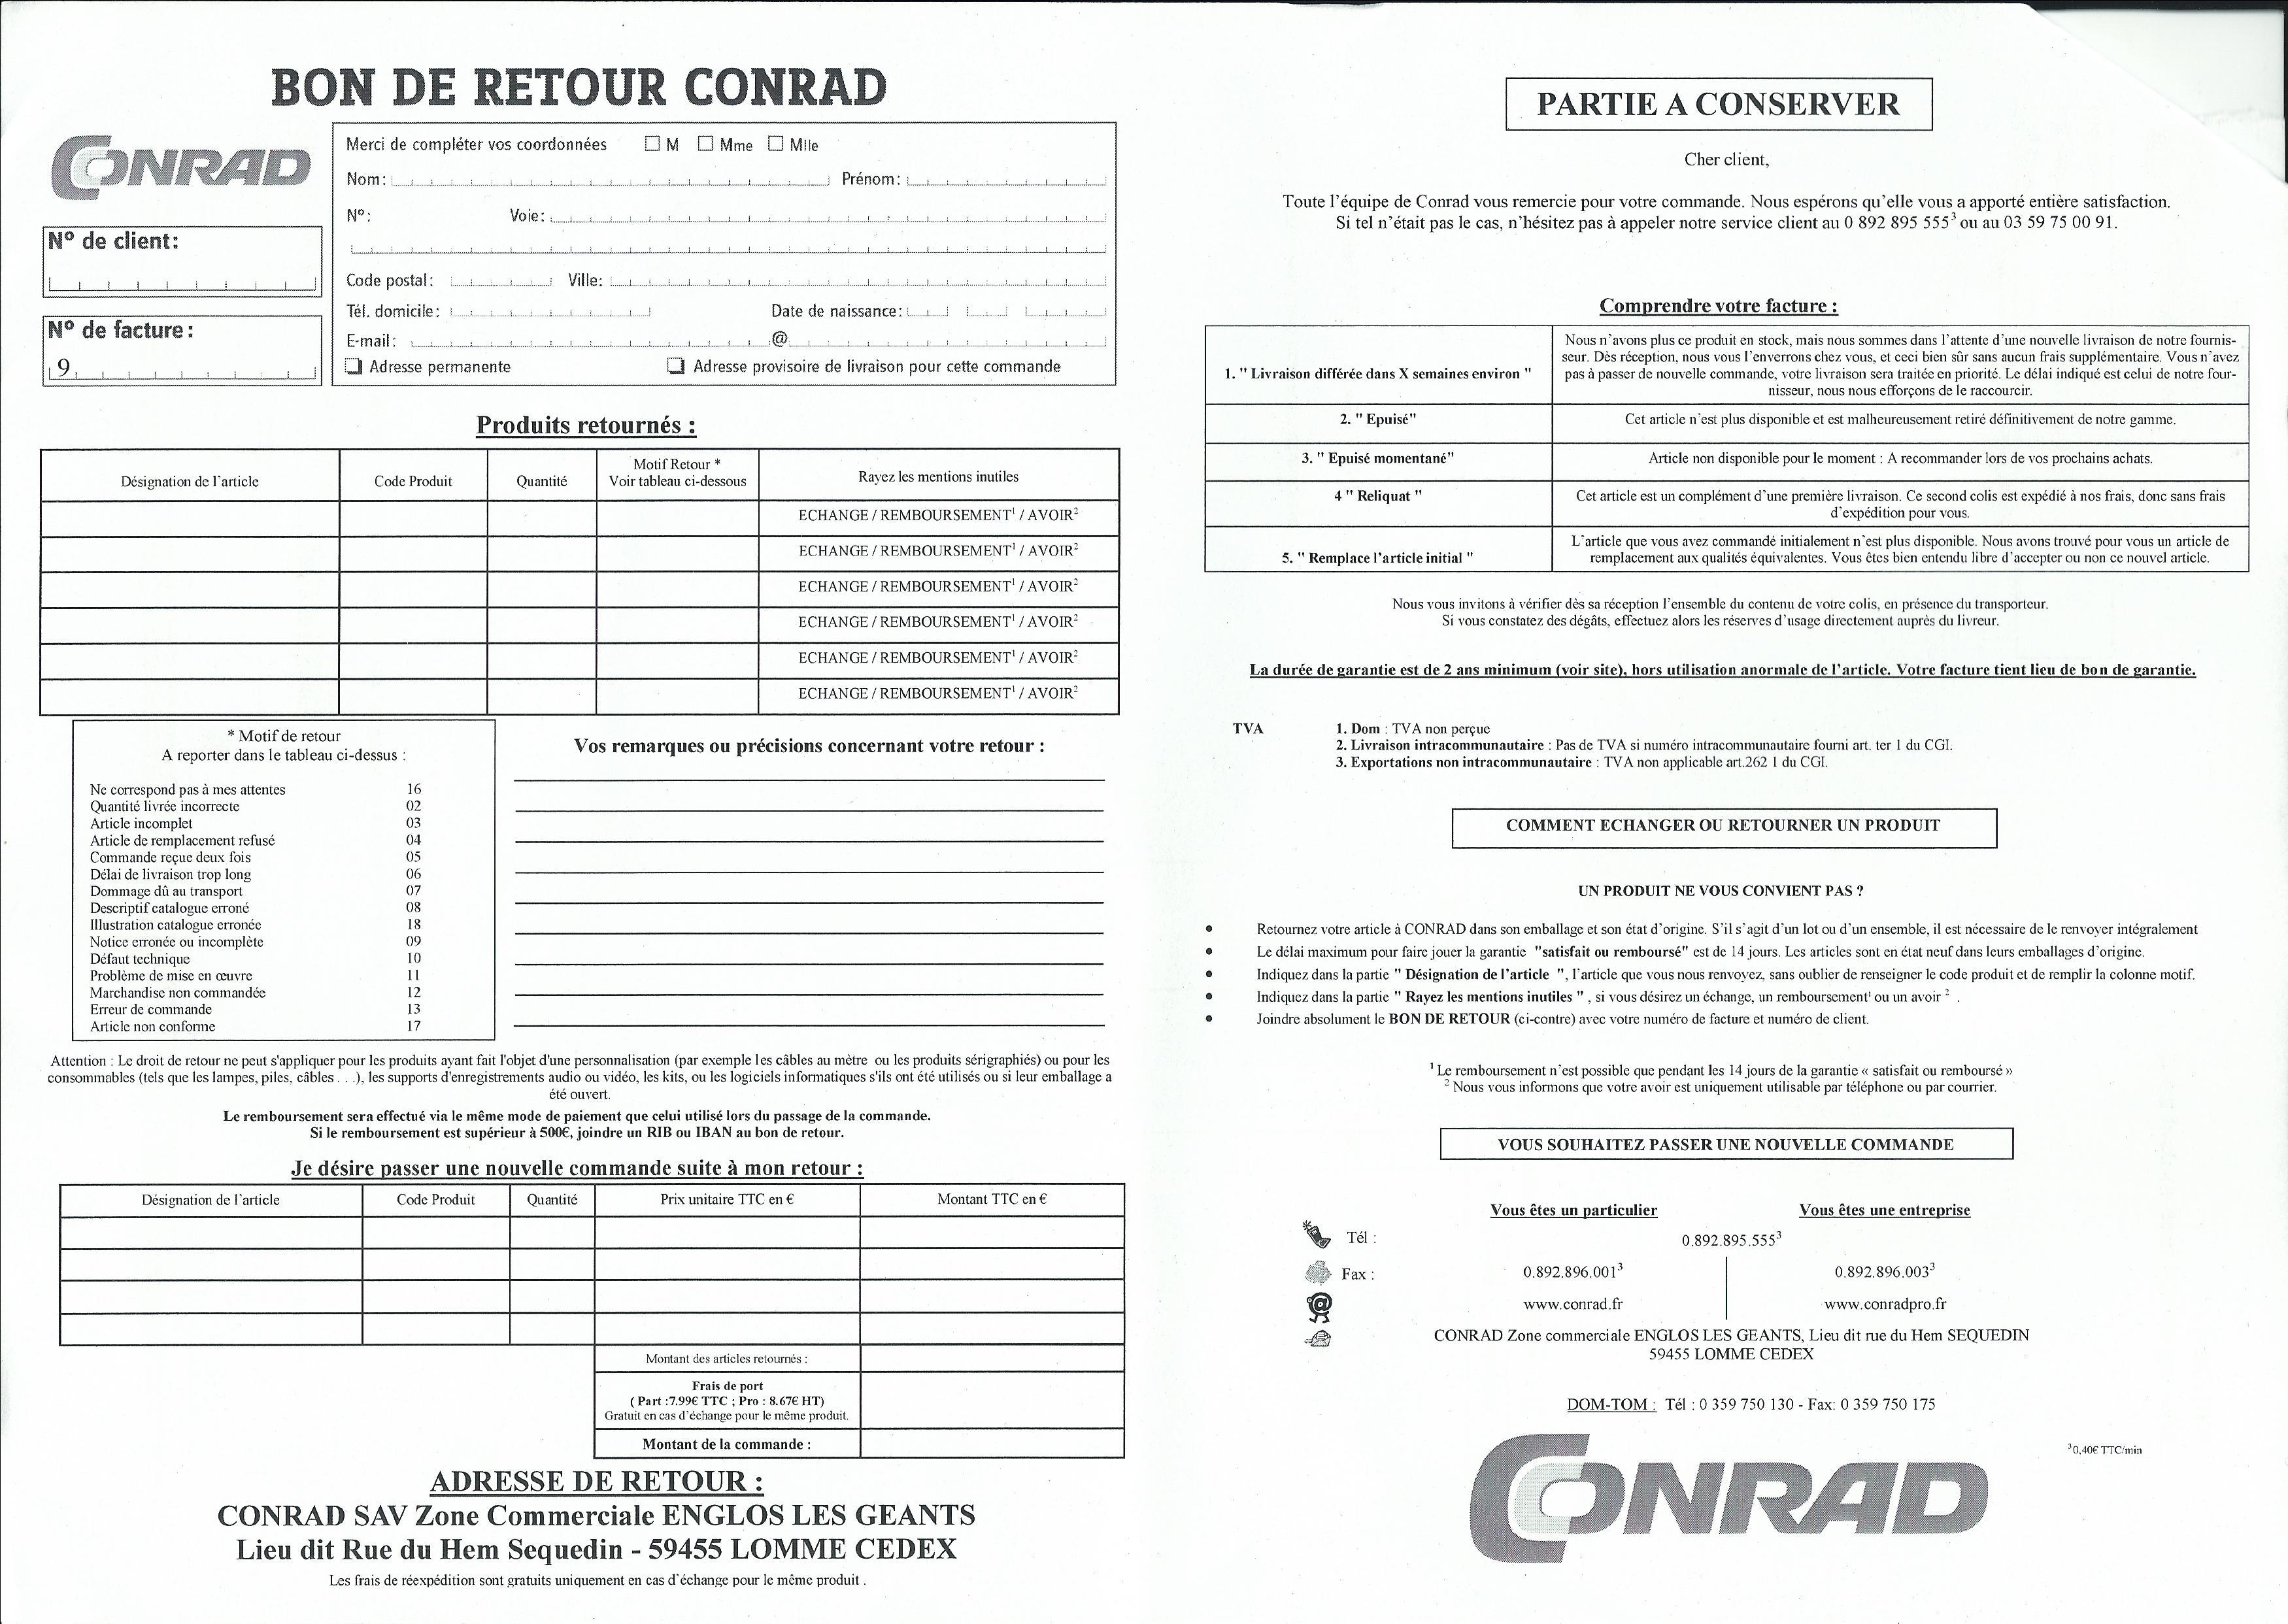 BON DE RETOUR CONRAD
CONRAD
Merci de compléter vos coordonnées M Mme Mlle
Nom: Prénom:
Nº: Voie:
Code postal: Ville:
Tél. domicile: Date de naissance:
E-mail: @
Adresse permanente Adresse provisoire de livraison pour cette commande
Nº de client:
Nº de facture:
9
Produits retournés :
Désignation de l'article Code Produit Quantité Motif Retour * Voir tableau ci-dessous Rayez les mentions inutiles
ECHANGE / REMBOURSEMENT¹ / AVOIR²
ECHANGE / REMBOURSEMENT¹ / AVOIR²
ECHANGE / REMBOURSEMENT¹ / AVOIR²
ECHANGE / REMBOURSEMENT¹ / AVOIR²
ECHANGE / REMBOURSEMENT¹ / AVOIR²
ECHANGE / REMBOURSEMENT¹ / AVOIR²
* Motif de retour
A reporter dans le tableau ci-dessus :
Ne correspond pas à mes attentes 16
Quantité livrée incorrecte 02
Article incomplet 03
Article de remplacement refusé 04
Commande reçue deux fois 05
Délai de livraison trop long 06
Dommage dû au transport 07
Descriptif catalogue erroné 08
Illustration catalogue erronée 18
Notice erronée ou incomplète 09
Défaut technique 10
Problème de mise en œuvre 11
Marchandise non commandée 12
Erreur de commande 13
Article non conforme 17
Vos remarques ou précisions concernant votre retour :
Attention : Le droit de retour ne peut s'appliquer pour les produits ayant fait l'objet d'une personnalisation (par exemple les câbles au mètre ou les produits sérigraphiés) ou pour les
consommables (tels que les lampes, piles, câbles . . .), les supports d'enregistrements audio ou vidéo, les kits, ou les logiciels informatiques s'ils ont été utilisés ou si leur emballage a
été ouvert.
Le remboursement sera effectué via le même mode de paiement que celui utilisé lors du passage de la commande.
Si le remboursement est supérieur à 500€, joindre un RIB ou IBAN au bon de retour.
Je désire passer une nouvelle commande suite à mon retour :
Désignation de l'article Code Produit Quantité Prix unitaire TTC en € Montant TTC en €
Montant des articles retournés :
Frais de port
( Part :7.99€ TTC ; Pro : 8.67€ HT)
Gratuit en cas d'échange pour le même produit.
Montant de la commande :
ADRESSE DE RETOUR :
CONRAD SAV Zone Commerciale ENGLOS LES GEANTS
Lieu dit Rue du Hem Sequedin - 59455 LOMME CEDEX
Les frais de réexpédition sont gratuits uniquement en cas d'échange pour le même produit .
PARTIE A CONSERVER
Cher client,
Toute l'équipe de Conrad vous remercie pour votre commande. Nous espérons qu'elle vous a apporté entière satisfaction.
Si tel n'était pas le cas, n'hésitez pas à appeler notre service client au 0 892 895 555³ ou au 03 59 75 00 91.
Comprendre votre facture :
1. " Livraison différée dans X semaines environ "
Nous n'avons plus ce produit en stock, mais nous sommes dans l'attente d'une nouvelle livraison de notre fournis-
seur. Dès réception, nous vous l'enverrons chez vous, et ceci bien sûr sans aucun frais supplémentaire. Vous n'avez
pas à passer de nouvelle commande, votre livraison sera traitée en priorité. Le délai indiqué est celui de notre four-
nisseur, nous nous efforçons de le raccourcir.
2. " Epuisé" Cet article n'est plus disponible et est malheureusement retiré définitivement de notre gamme.
3. " Epuisé momentané" Article non disponible pour le moment : A recommander lors de vos prochains achats.
4 " Reliquat " Cet article est un complément d'une première livraison. Ce second colis est expédié à nos frais, donc sans frais
d'expédition pour vous.
5. " Remplace l'article initial "
L'article que vous avez commandé initialement n'est plus disponible. Nous avons trouvé pour vous un article de
remplacement aux qualités équivalentes. Vous êtes bien entendu libre d'accepter ou non ce nouvel article.
Nous vous invitons à vérifier dès sa réception l'ensemble du contenu de votre colis, en présence du transporteur.
Si vous constatez des dégâts, effectuez alors les réserves d'usage directement auprès du livreur.
La durée de garantie est de 2 ans minimum (voir site), hors utilisation anormale de l'article. Votre facture tient lieu de bon de garantie.
TVA 1. Dom : TVA non perçue
2. Livraison intracommunautaire : Pas de TVA si numéro intracommunautaire fourni art. ter 1 du CGI.
3. Exportations non intracommunautaire : TVA non applicable art.262 1 du CGI.
COMMENT ECHANGER OU RETOURNER UN PRODUIT
UN PRODUIT NE VOUS CONVIENT PAS ?
• Retournez votre article à CONRAD dans son emballage et son état d'origine. S'il s'agit d'un lot ou d'un ensemble, il est nécessaire de le renvoyer intégralement
• Le délai maximum pour faire jouer la garantie "satisfait ou remboursé" est de 14 jours. Les articles sont en état neuf dans leurs emballages d'origine.
• Indiquez dans la partie " Désignation de l'article ", l'article que vous nous renvoyez, sans oublier de renseigner le code produit et de remplir la colonne motif.
• Indiquez dans la partie " Rayez les mentions inutiles " , si vous désirez un échange, un remboursement¹ ou un avoir ² .
• Joindre absolument le BON DE RETOUR (ci-contre) avec votre numéro de facture et numéro de client.
¹ Le remboursement n'est possible que pendant les 14 jours de la garantie « satisfait ou remboursé »
² Nous vous informons que votre avoir est uniquement utilisable par téléphone ou par courrier.
VOUS SOUHAITEZ PASSER UNE NOUVELLE COMMANDE
Vous êtes un particulier Vous êtes une entreprise
Tél : 0.892.895.555³
Fax : 0.892.896.001³ 0.892.896.003³
@ www.conrad.fr www.conradpro.fr
CONRAD Zone commerciale ENGLOS LES GEANTS, Lieu dit rue du Hem SEQUEDIN
59455 LOMME CEDEX
DOM-TOM : Tél : 0 359 750 130 - Fax: 0 359 750 175
³ 0,40€ TTC/min
CONRAD